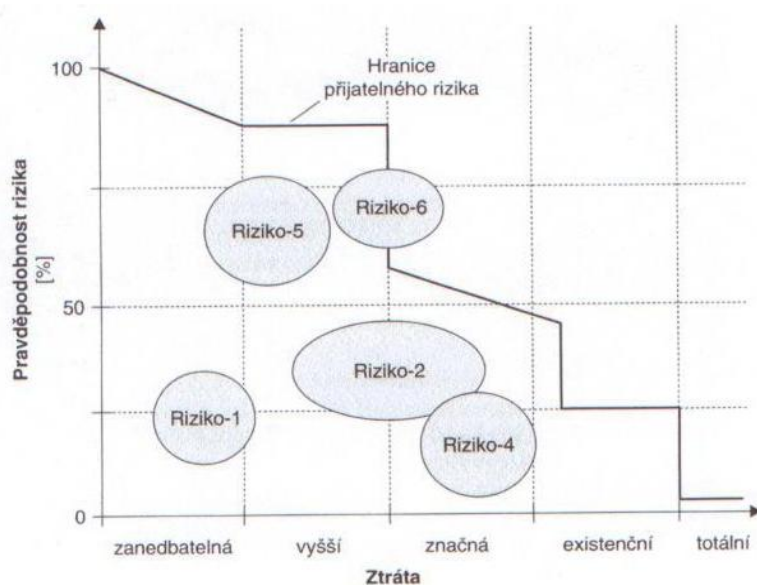 100
50
0
Pravděpodobnost rizika
[%]
Hranice
přijatelného rizika
Riziko-5
Riziko-6
Riziko-2
Riziko-1
Riziko-4
zanedbatelná
vyšší
značná
existenční
totální
Ztráta